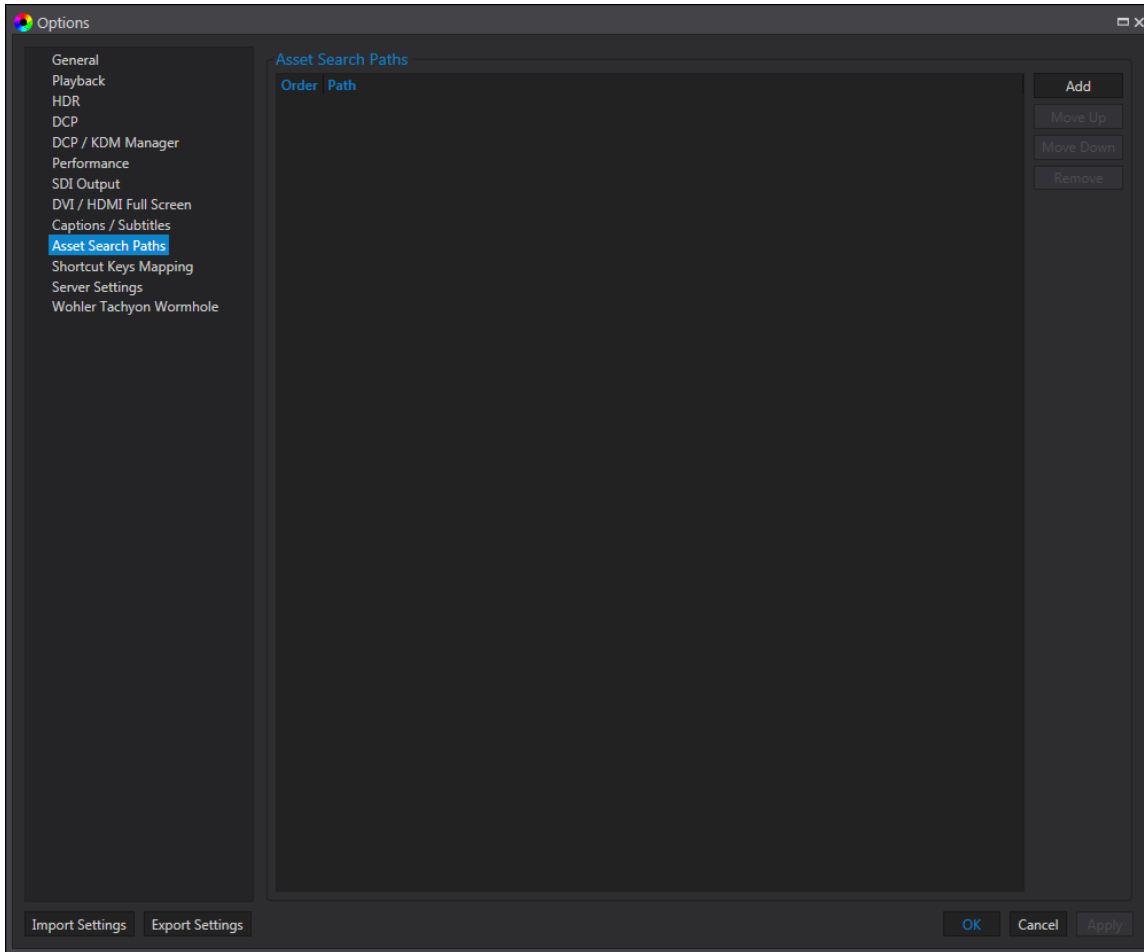 Options
General
Playback
HDR
DCP
DCP / KDM Manager
Performance
SDI Output
DVI / HDMI Full Screen
Captions / Subtitles
Asset Search Paths
Shortcut Keys Mapping
Server Settings
Wohler Tachyon Wormhole
Asset Search Paths
Order Path
Add
Move Up
Move Down
Remove
Import Settings Export Settings
OK Cancel Apply